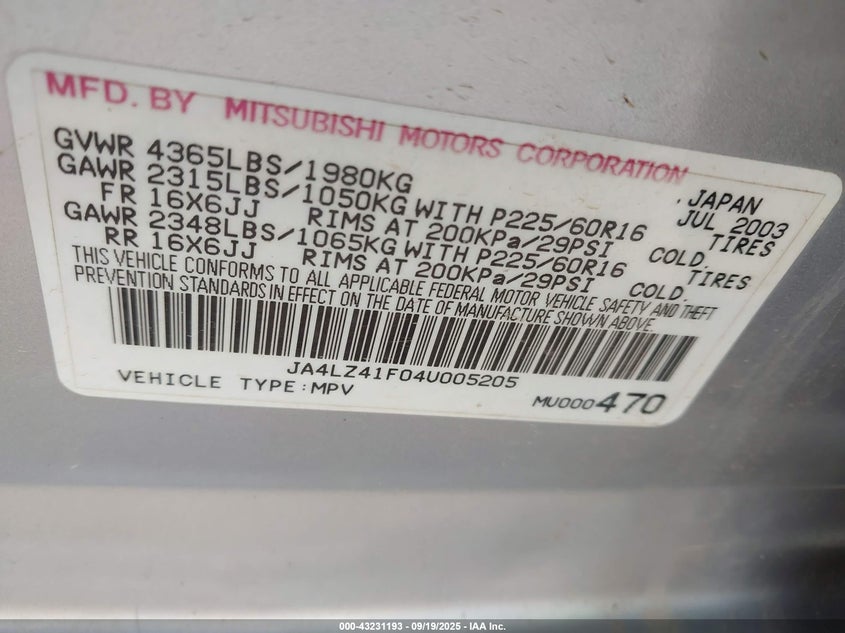 MFD. BY MITSUBISHI MOTORS CORPORATION
JAPAN
GVWR 4365LBS/1980KG JUL 2003
GAWR 2315LBS/1050KG WITH P225/60R16 TIRES
FR 16X6JJ RIMS AT 200KPa/29PSI COLD.
GAWR 2348LBS/1065KG WITH P225/60R16 TIRES
RR 16X6JJ RIMS AT 200KPa/29PSI COLD.
THIS VEHICLE CONFORMS TO ALL APPLICABLE FEDERAL MOTOR VEHICLE SAFETY AND THEFT
PREVENTION STANDARDS IN EFFECT ON THE DATE OF MANUFACTURE SHOWN ABOVE.
JA4LZ41F04U005205
VEHICLE TYPE:MPV MU000470
000-43231193 - 09/19/2025 - IAA Inc.